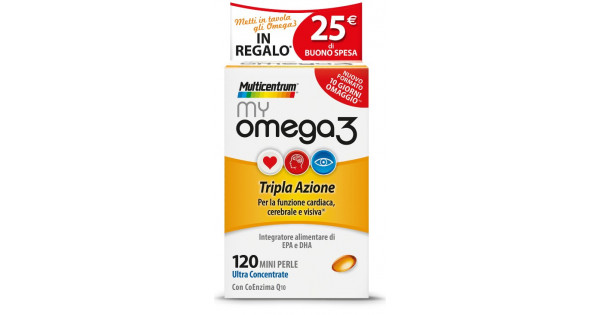 Metti in tavola
gli Omega3
IN
REGALO*
25€
di
BUONO SPESA
NUOVO
FORMATO
10 GIORNI
OMAGGIO**
Multicentrum®
my
omega3
Tripla Azione
Per la funzione cardiaca,
cerebrale e visiva
Integratore alimentare di
EPA e DHA
120 MINI PERLE
Ultra Concentrate
Con CoEnzima Q10